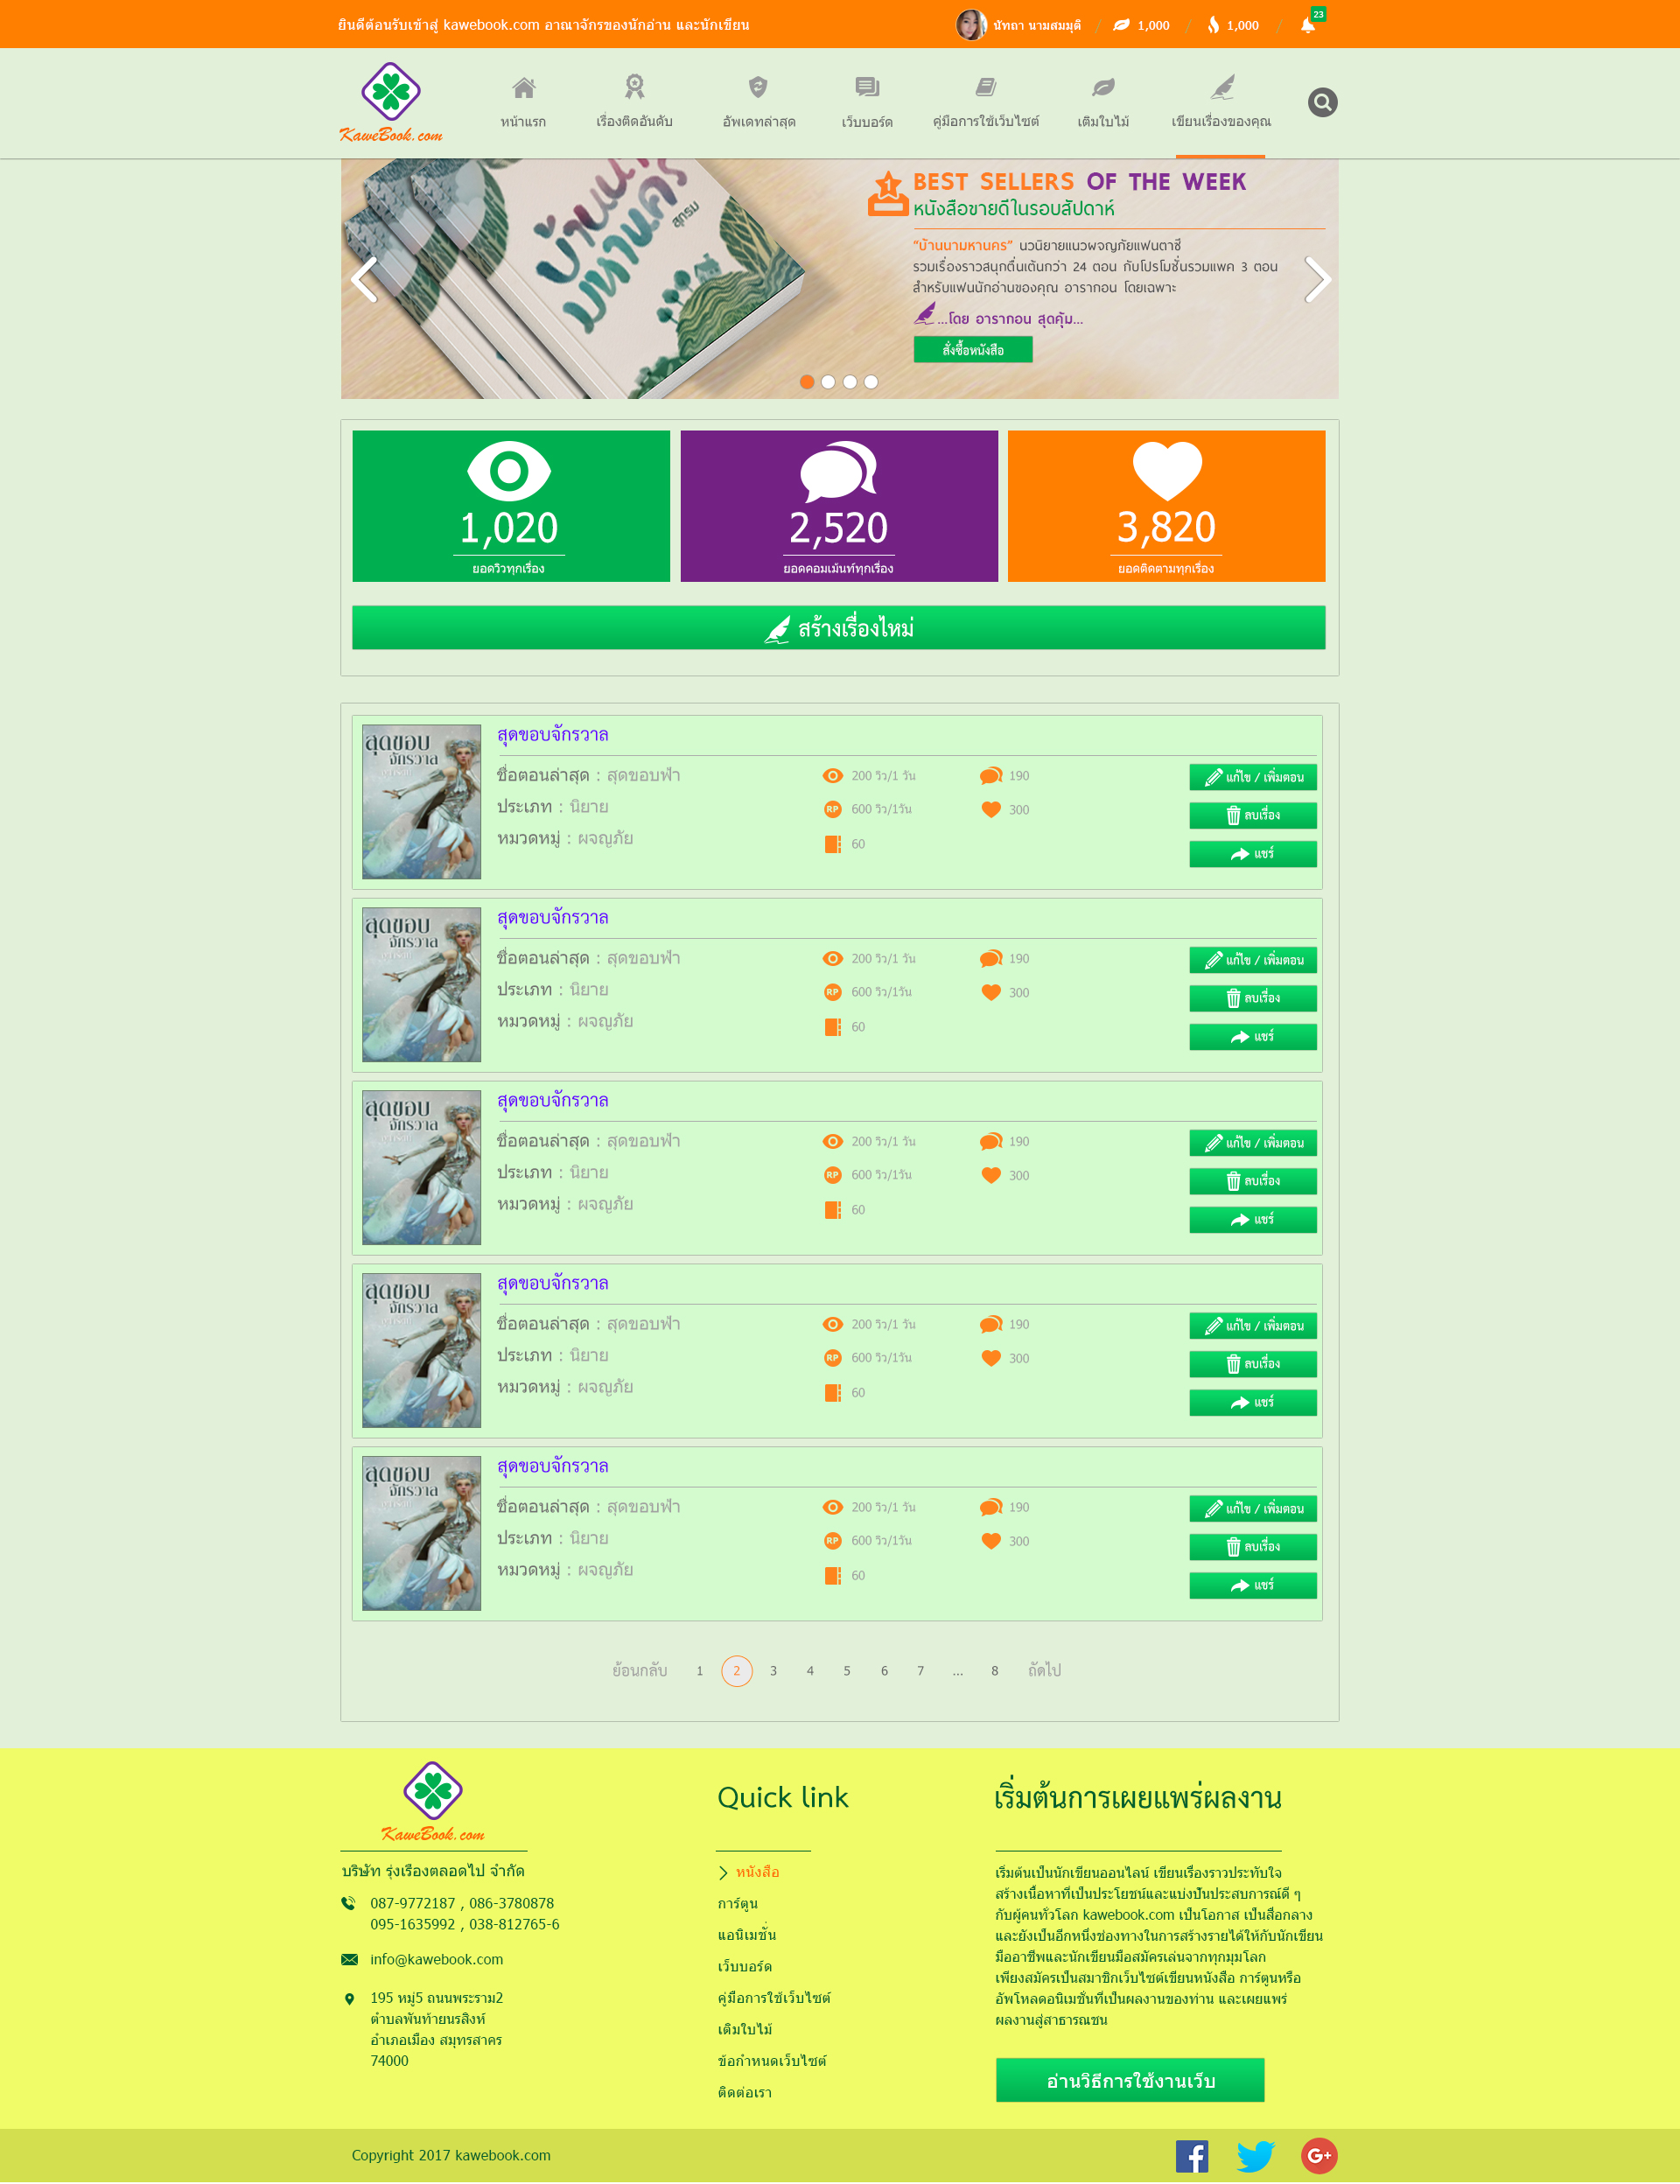 ยินดีต้อนรับเข้าสู่ kawebook.com อาณาจักรของนักอ่าน และนักเขียน
นัทถา นามสมมุติ / 1,000 / 1,000 / 23
KaweBook.com
หน้าแรก
เรื่องติดอันดับ
อัพเดทล่าสุด
เว็บบอร์ด
คู่มือการใช้เว็บไซต์
เติมใบไม้
เขียนเรื่องของคุณ
มหานคร
สุกรม
1
BEST SELLERS OF THE WEEK
หนังสือขายดีในรอบสัปดาห์
"บ้านนามหานคร" นวนิยายแนวผจญภัยแฟนตาซี
รวมเรื่องราวสนุกตื่นเต้นกว่า 24 ตอน กับโปรโมชั่นรวมแพค 3 ตอน
สำหรับแฟนนักอ่านของคุณ อารากอน โดยเฉพาะ
...โดย อารากอน สุดคุ้ม...
สั่งซื้อหนังสือ
1,020
ยอดวิวทุกเรื่อง
2,520
ยอดคอมเม้นท์ทุกเรื่อง
3,820
ยอดติดตามทุกเรื่อง
สร้างเรื่องใหม่
สุดขอบ
จักรวาล
สุดขอบจักรวาล
ชื่อตอนล่าสุด : สุดขอบฟ้า
ประเภท : นิยาย
หมวดหมู่ : ผจญภัย
200 วิว/1 วัน
RP 600 วิว/1วัน
60
190
300
แก้ไข / เพิ่มตอน
ลบเรื่อง
แชร์
สุดขอบ
จักรวาล
สุดขอบจักรวาล
ชื่อตอนล่าสุด : สุดขอบฟ้า
ประเภท : นิยาย
หมวดหมู่ : ผจญภัย
200 วิว/1 วัน
RP 600 วิว/1วัน
60
190
300
แก้ไข / เพิ่มตอน
ลบเรื่อง
แชร์
สุดขอบ
จักรวาล
สุดขอบจักรวาล
ชื่อตอนล่าสุด : สุดขอบฟ้า
ประเภท : นิยาย
หมวดหมู่ : ผจญภัย
200 วิว/1 วัน
RP 600 วิว/1วัน
60
190
300
แก้ไข / เพิ่มตอน
ลบเรื่อง
แชร์
สุดขอบ
จักรวาล
สุดขอบจักรวาล
ชื่อตอนล่าสุด : สุดขอบฟ้า
ประเภท : นิยาย
หมวดหมู่ : ผจญภัย
200 วิว/1 วัน
RP 600 วิว/1วัน
60
190
300
แก้ไข / เพิ่มตอน
ลบเรื่อง
แชร์
สุดขอบ
จักรวาล
สุดขอบจักรวาล
ชื่อตอนล่าสุด : สุดขอบฟ้า
ประเภท : นิยาย
หมวดหมู่ : ผจญภัย
200 วิว/1 วัน
RP 600 วิว/1วัน
60
190
300
แก้ไข / เพิ่มตอน
ลบเรื่อง
แชร์
ย้อนกลับ 1 2 3 4 5 6 7 ... 8 ถัดไป
KaweBook.com
บริษัท รุ่งเรืองตลอดไป จำกัด
087-9772187 , 086-3780878
095-1635992 , 038-812765-6
info@kawebook.com
195 หมู่5 ถนนพระราม2
ตำบลพันท้ายนรสิงห์
อำเภอเมือง สมุทรสาคร
74000
Quick link
หนังสือ
การ์ตูน
แอนิเมชั่น
เว็บบอร์ด
คู่มือการใช้เว็บไซต์
เติมใบไม้
ข้อกำหนดเว็บไซต์
ติดต่อเรา
เริ่มต้นการเผยแพร่ผลงาน
เริ่มต้นเป็นนักเขียนออนไลน์ เขียนเรื่องราวประทับใจ
สร้างเนื้อหาที่เป็นประโยชน์และแบ่งปันประสบการณ์ดี ๆ
กับผู้คนทั่วโลก kawebook.com เป็นโอกาส เป็นสื่อกลาง
และยังเป็นอีกหนึ่งช่องทางในการสร้างรายได้ให้กับนักเขียน
มืออาชีพและนักเขียนมือสมัครเล่นจากทุกมุมโลก
เพียงสมัครเป็นสมาชิกเว็บไซต์เขียนหนังสือ การ์ตูนหรือ
อัพโหลดอนิเมชั่นที่เป็นผลงานของท่าน และเผยแพร่
ผลงานสู่สาธารณชน
อ่านวิธีการใช้งานเว็บ
Copyright 2017 kawebook.com
f
G+